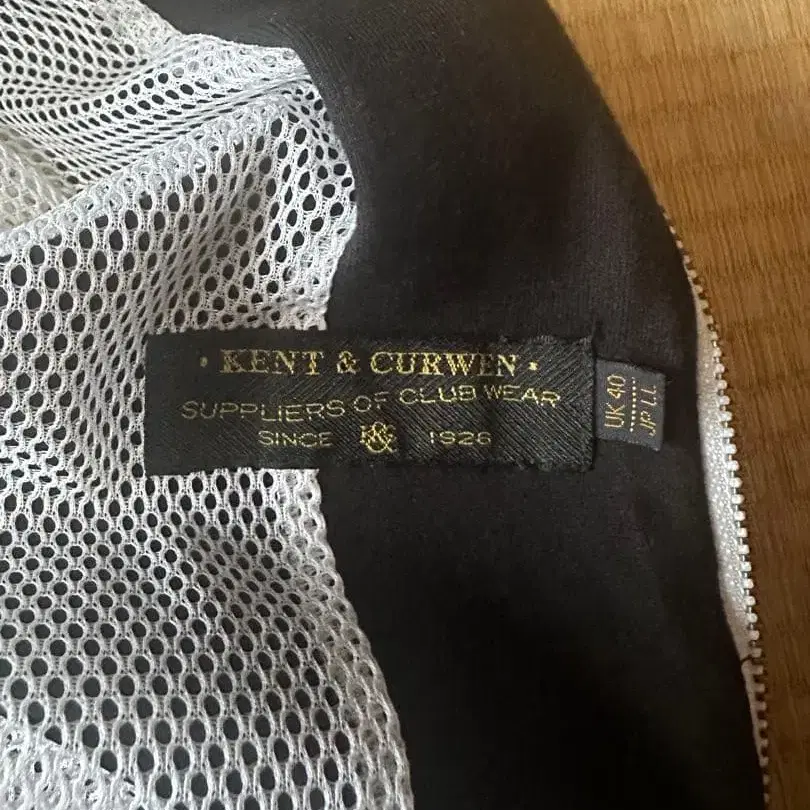 · KENT & CURWEN ·
SUPPLIERS OF CLUB WEAR
SINCE K&C 1926
UK 40
JP LL